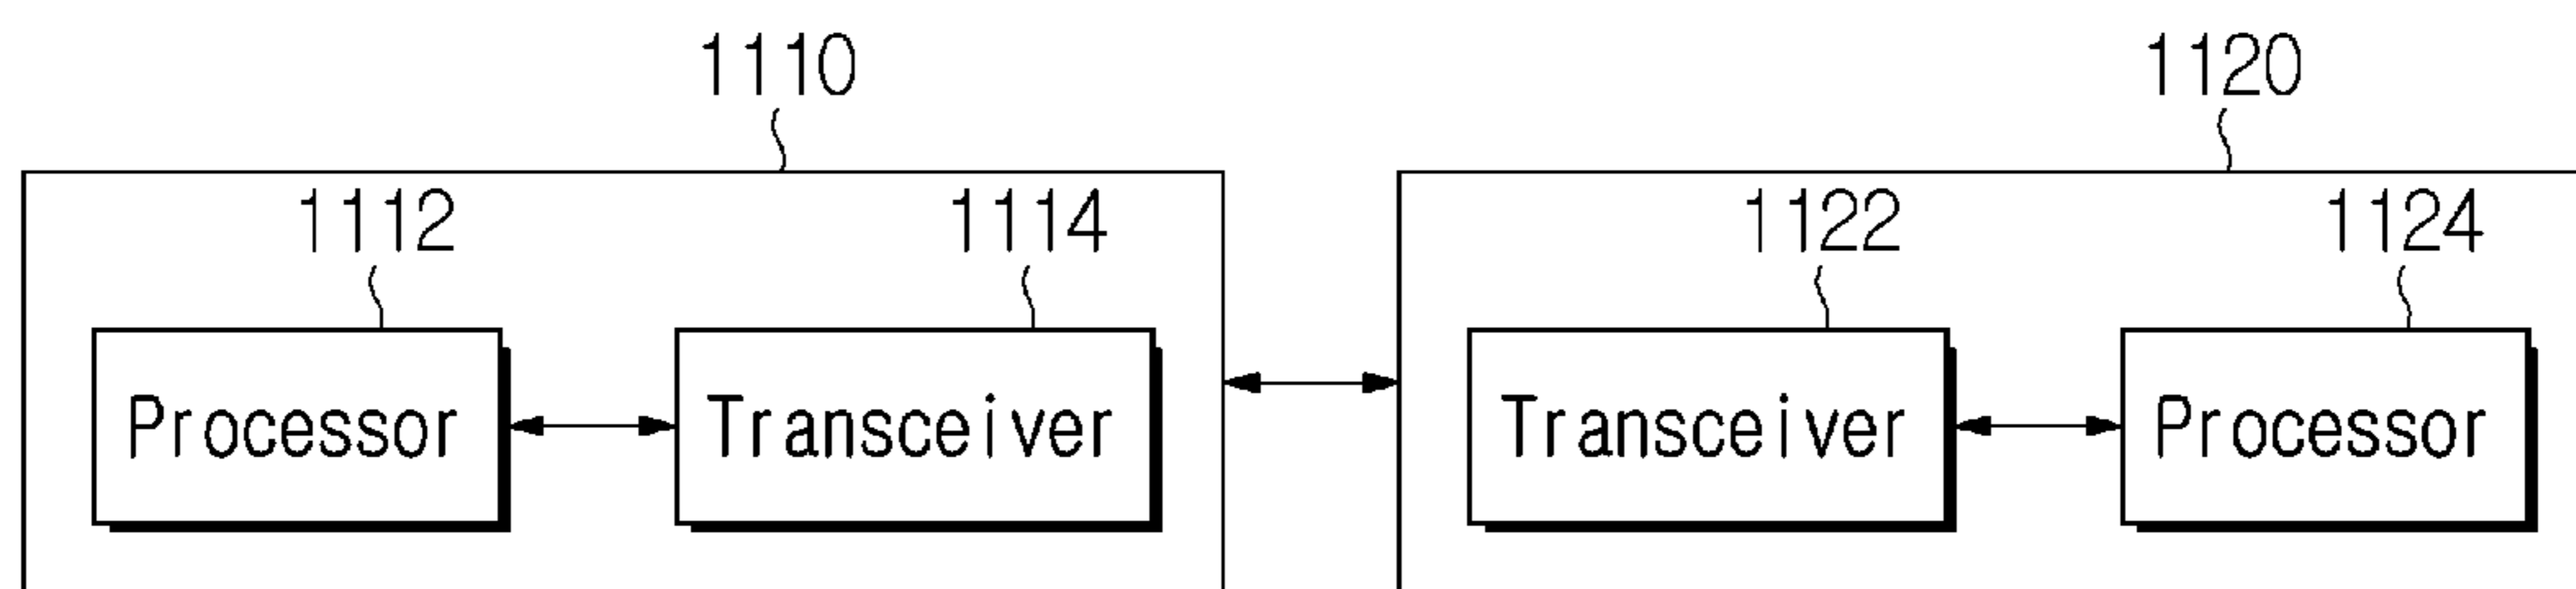 1110 1120
1112 1114 1122 1124
Processor Transceiver Transceiver Processor